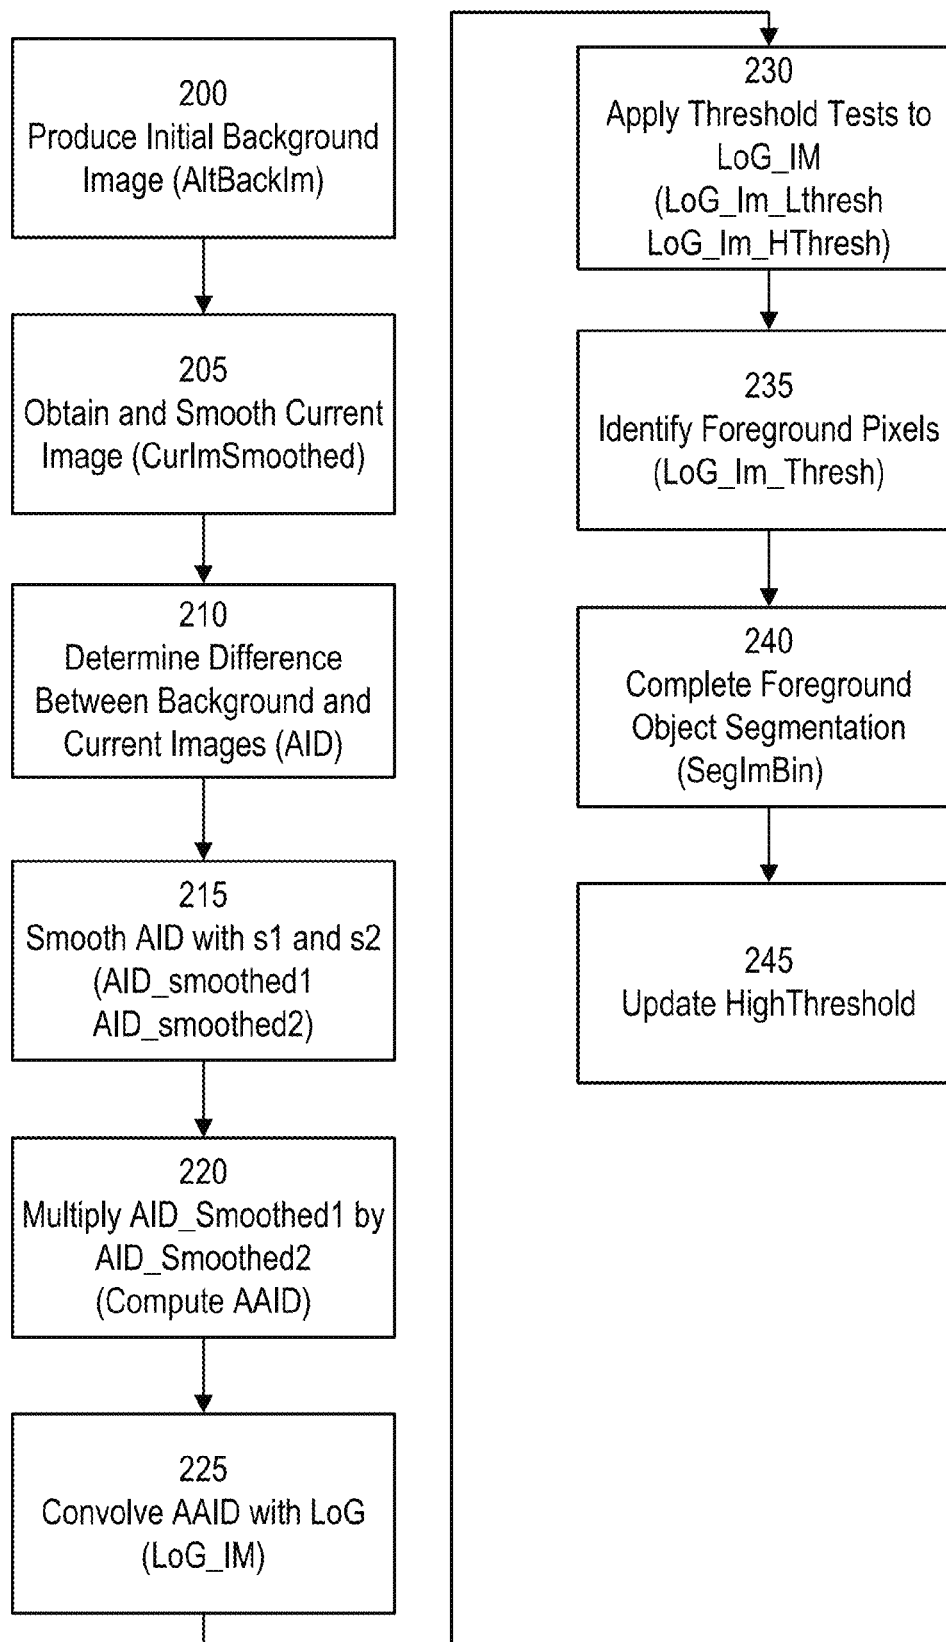 200
Produce Initial Background
Image (AltBackIm)
205
Obtain and Smooth Current
Image (CurImSmoothed)
210
Determine Difference
Between Background and
Current Images (AID)
215
Smooth AID with s1 and s2
(AID_smoothed1
AID_smoothed2)
220
Multiply AID_Smoothed1 by
AID_Smoothed2
(Compute AAID)
225
Convolve AAID with LoG
(LoG_IM)
230
Apply Threshold Tests to
LoG_IM
(LoG_Im_Lthresh
LoG_Im_HThresh)
235
Identify Foreground Pixels
(LoG_Im_Thresh)
240
Complete Foreground
Object Segmentation
(SegImBin)
245
Update HighThreshold